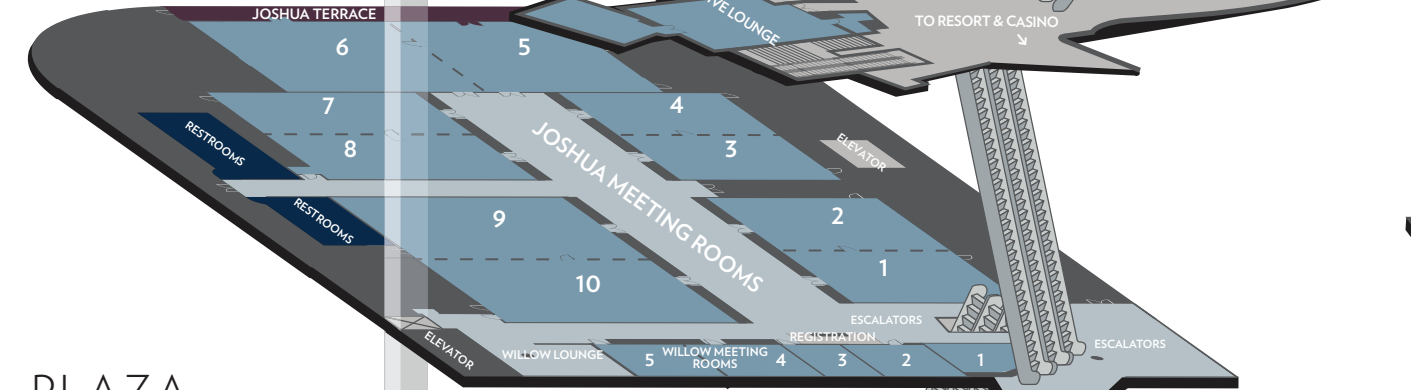 JOSHUA TERRACE
TO RESORT & CASINO
LOUNGE
6
5
7
4
RESTROOMS
8
JOSHUA MEETING ROOMS
3
ELEVATOR
RESTROOMS
9
2
10
1
ESCALATORS
REGISTRATION
ESCALATORS
ELEVATOR
WILLOW LOUNGE
5
WILLOW MEETING
ROOMS
4
3
2
1
PLAZA